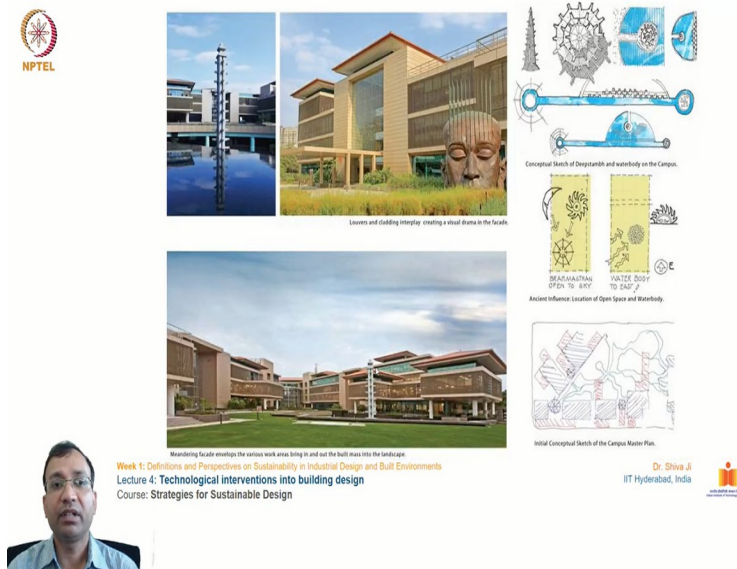 NPTEL
Louvers and cladding interplay creating a visual drama in the facade.
Conceptual Sketch of Deepstambh and waterbody on the Campus.
BRAHMASTHAN
OPEN TO SKY
WATER BODY
TO EAST
E
Ancient Influence: Location of Open Space and Waterbody.
Initial Conceptual Sketch of the Campus Master Plan.
Meandering facade envelops the various work areas bring in and out the built mass into the landscape.
Week 1: Definitions and Perspectives on Sustainability in Industrial Design and Built Environments
Lecture 4: Technological interventions into building design
Course: Strategies for Sustainable Design
Dr. Shiva Ji
IIT Hyderabad, India